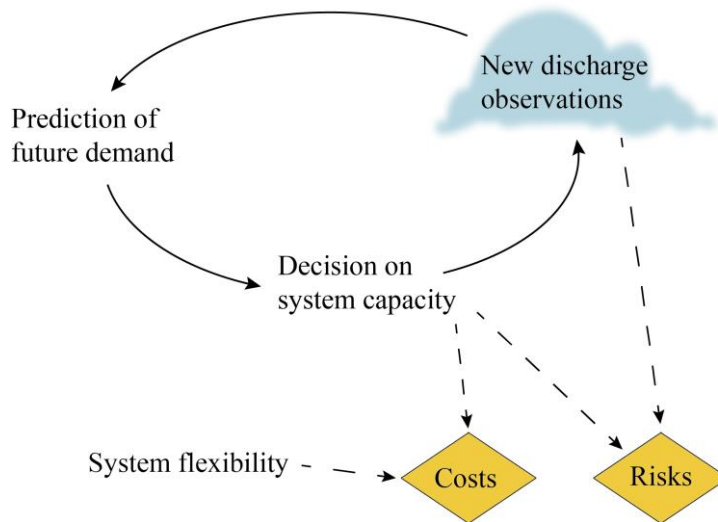 New discharge
observations
Prediction of
future demand
Decision on
system capacity
System flexibility
Costs
Risks